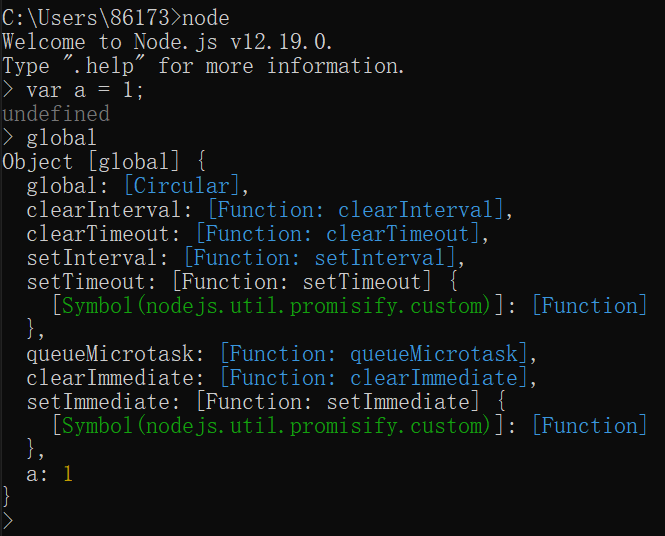 C:\Users\86173>node
Welcome to Node.js v12.19.0.
Type ".help" for more information.
> var a = 1;
undefined
> global
Object [global] {
  global: [Circular],
  clearInterval: [Function: clearInterval],
  clearTimeout: [Function: clearTimeout],
  setInterval: [Function: setInterval],
  setTimeout: [Function: setTimeout] {
    [Symbol(nodejs.util.promisify.custom)]: [Function]
  },
  queueMicrotask: [Function: queueMicrotask],
  clearImmediate: [Function: clearImmediate],
  setImmediate: [Function: setImmediate] {
    [Symbol(nodejs.util.promisify.custom)]: [Function]
  },
  a: 1
}
>